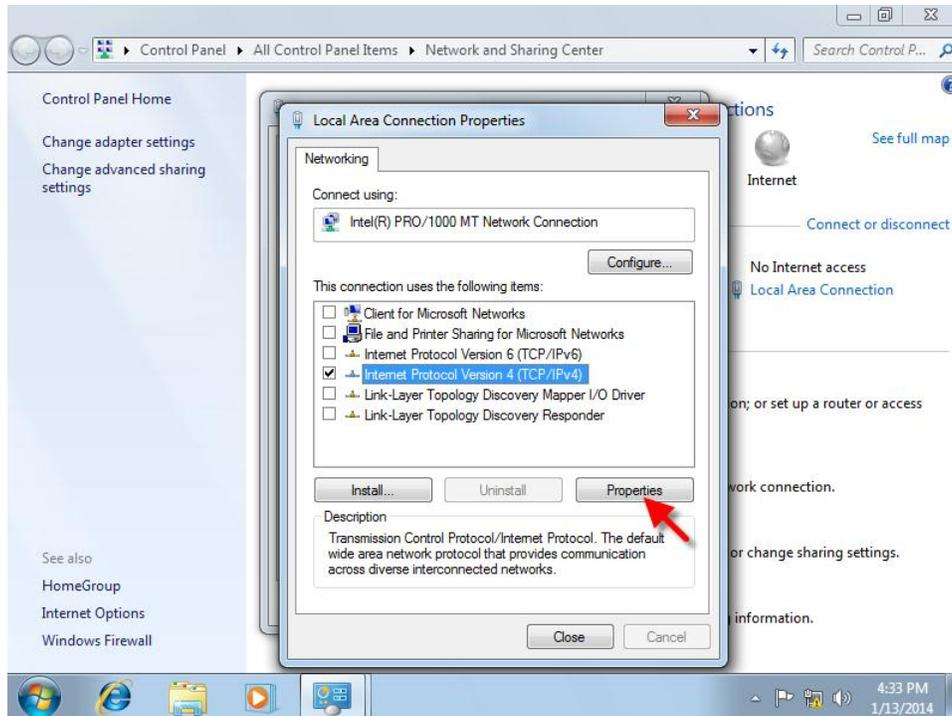 Control Panel ▸ All Control Panel Items ▸ Network and Sharing Center
Search Control P...
Control Panel Home
Change adapter settings
Change advanced sharing
settings
See also
HomeGroup
Internet Options
Windows Firewall
Local Area Connection Properties
Networking
Connect using:
Intel(R) PRO/1000 MT Network Connection
Configure...
This connection uses the following items:
Client for Microsoft Networks
File and Printer Sharing for Microsoft Networks
Internet Protocol Version 6 (TCP/IPv6)
Internet Protocol Version 4 (TCP/IPv4)
Link-Layer Topology Discovery Mapper I/O Driver
Link-Layer Topology Discovery Responder
Install...
Uninstall
Properties
Description
Transmission Control Protocol/Internet Protocol. The default
wide area network protocol that provides communication
across diverse interconnected networks.
Close
Cancel
ctions
See full map
Internet
Connect or disconnect
No Internet access
Local Area Connection
on; or set up a router or access
work connection.
or change sharing settings.
information.
4:33 PM
1/13/2014